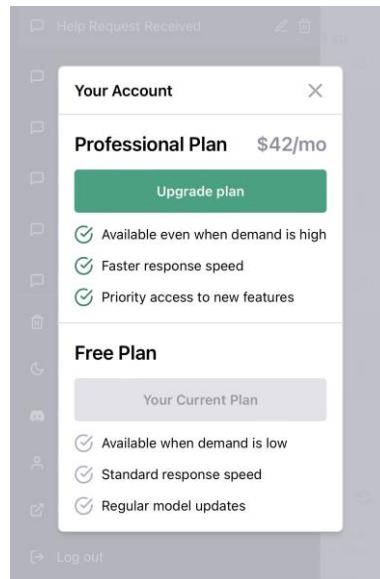 Help Request Received
Your Account
Professional Plan $42/mo
Upgrade plan
Available even when demand is high
Faster response speed
Priority access to new features
Free Plan
Your Current Plan
Available when demand is low
Standard response speed
Regular model updates
Log out